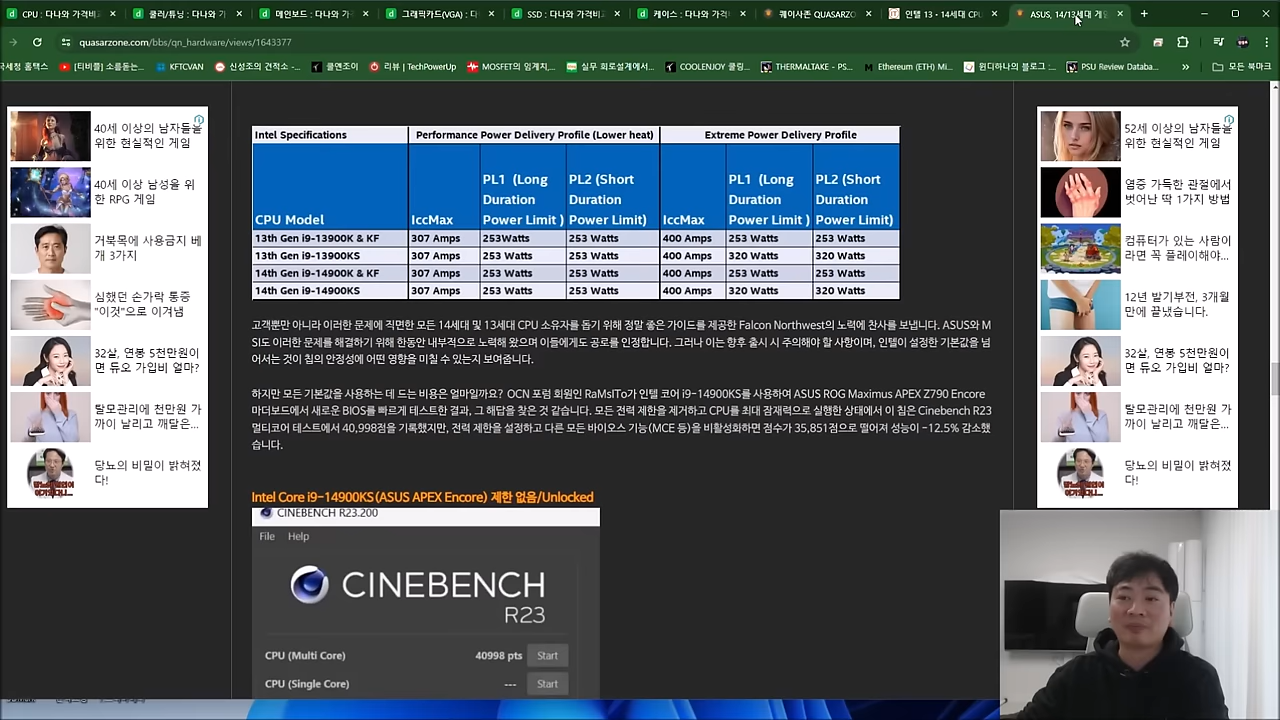 CPU : 다나와 가격비
쿨러/튜닝 : 다나와 가
메인보드 : 다나와 가
그래픽카드(VGA) : 다
SSD : 다나와 가격비교
케이스 : 다나와 가격
퀘이사존 QUASARZO
인텔 13 - 14세대 CPU
ASUS, 14/13세대 게이
quasarzone.com/bbs/qn_hardware/views/1643377
국세청 홈택스
[티비플] 소름돋는...
KFTCVAN
신성조의 견적소 -...
쿨엔조이
리뷰 | TechPowerUp
MOSFET의 임계치,...
실무 회로설계에서...
COOLENJOY 쿨링...
THERMALTAKE - PS...
Ethereum (ETH) Mi...
윈디하나의 블로그 :...
PSU Review Databa...
»
모든 북마크
40세 이상의 남자들을
위한 현실적인 게임
40세 이상 남성을 위
한 RPG 게임
거북목에 사용금지 베
개 3가지
심했던 손가락 통증
"이것"으로 이겨냄
32살, 연봉 5천만원이
면 듀오 가입비 얼마?
탈모관리에 천만원 가
까이 날리고 깨달은...
당뇨의 비밀이 밝혀졌
다!
Intel Specifications Performance Power Delivery Profile (Lower heat) Extreme Power Delivery Profile
CPU Model IccMax PL1 (Long Duration Power Limit ) PL2 (Short Duration Power Limit) IccMax PL1 (Long Duration Power Limit ) PL2 (Short Duration Power Limit)
13th Gen i9-13900K & KF 307 Amps 253Watts 253 Watts 400 Amps 253 Watts 253 Watts
13th Gen i9-13900KS 307 Amps 253 Watts 253 Watts 400 Amps 320 Watts 320 Watts
14th Gen i9-14900K & KF 307 Amps 253 Watts 253 Watts 400 Amps 253 Watts 253 Watts
14th Gen i9-14900KS 307 Amps 253 Watts 253 Watts 400 Amps 320 Watts 320 Watts
고객뿐만 아니라 이러한 문제에 직면한 모든 14세대 및 13세대 CPU 소유자를 돕기 위해 정말 좋은 가이드를 제공한 Falcon Northwest의 노력에 찬사를 보냅니다. ASUS와 M
SI도 이러한 문제를 해결하기 위해 한동안 내부적으로 노력해 왔으며 이들에게도 공로를 인정합니다. 그러나 이는 향후 출시 시 주의해야 할 사항이며, 인텔이 설정한 기본값을 넘
어서는 것이 칩의 안정성에 어떤 영향을 미칠 수 있는지 보여줍니다.
하지만 모든 기본값을 사용하는 데 드는 비용은 얼마일까요? OCN 포럼 회원인 RaMsITo가 인텔 코어 i9-14900KS를 사용하여 ASUS ROG Maximus APEX Z790 Encore
마더보드에서 새로운 BIOS를 빠르게 테스트한 결과, 그 해답을 찾은 것 같습니다. 모든 전력 제한을 제거하고 CPU를 최대 잠재력으로 실행한 상태에서 이 칩은 Cinebench R23
멀티코어 테스트에서 40,998점을 기록했지만, 전력 제한을 설정하고 다른 모든 바이오스 기능(MCE 등)을 비활성화하면 점수가 35,851점으로 떨어져 성능이 -12.5% 감소했
습니다.
Intel Core i9-14900KS(ASUS APEX Encore) 제한 없음/Unlocked
CINEBENCH R23.200
File Help
CINEBENCH
R23
CPU (Multi Core) 40998 pts Start
CPU (Single Core) --- Start
52세 이상의 남자들을
위한 현실적인 게임
염증 가득한 관절에서
벗어난 딱 1가지 방법
컴퓨터가 있는 사람이
라면 꼭 플레이해야...
12년 발기부전, 3개월
만에 끝냈습니다.
32살, 연봉 5천만원이
면 듀오 가입비 얼마?
탈모관리에 천만원 가
까이 날리고 깨달은...
당뇨의 비밀이 밝혀졌
다!